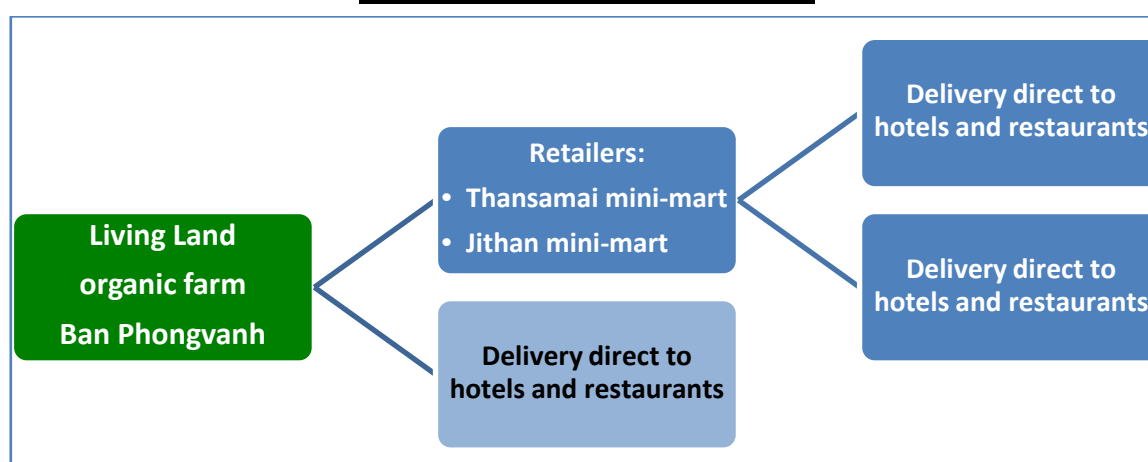 Living Land
organic farm
Ban Phongvanh
Retailers:
• Thansamai mini-mart
• Jithan mini-mart
Delivery direct to
hotels and restaurants
Delivery direct to
hotels and restaurants
Delivery direct to
hotels and restaurants